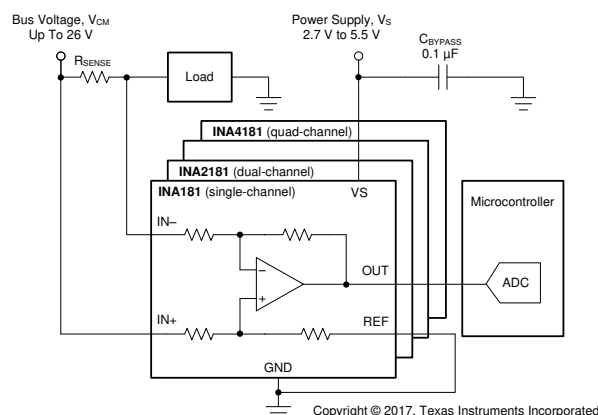 Bus Voltage, VCM
Up To 26 V
Power Supply, VS
2.7 V to 5.5 V
CBYPASS
0.1 µF
RSENSE
Load
INA4181 (quad-channel)
INA2181 (dual-channel)
INA181 (single-channel)
VS
Microcontroller
IN–
OUT
ADC
–
+
IN+
REF
GND
Copyright © 2017, Texas Instruments Incorporated